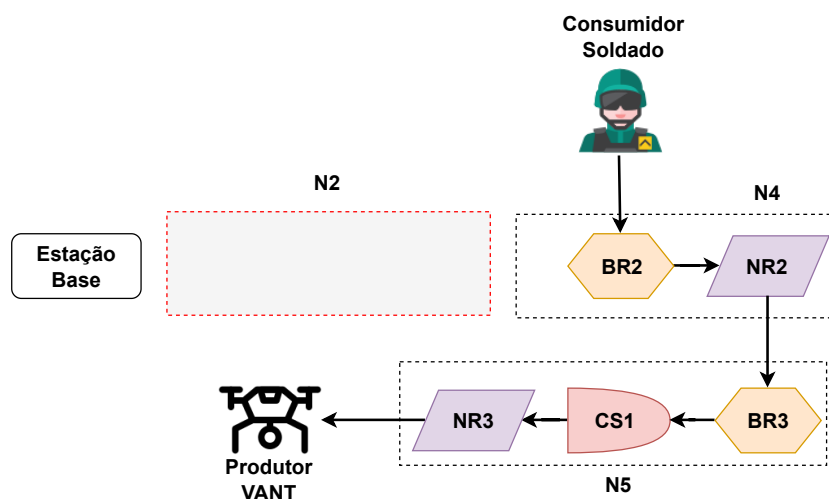 Consumidor
Soldado
N2
N4
Estação
Base
BR2
NR2
NR3
CS1
BR3
Produtor
VANT
N5